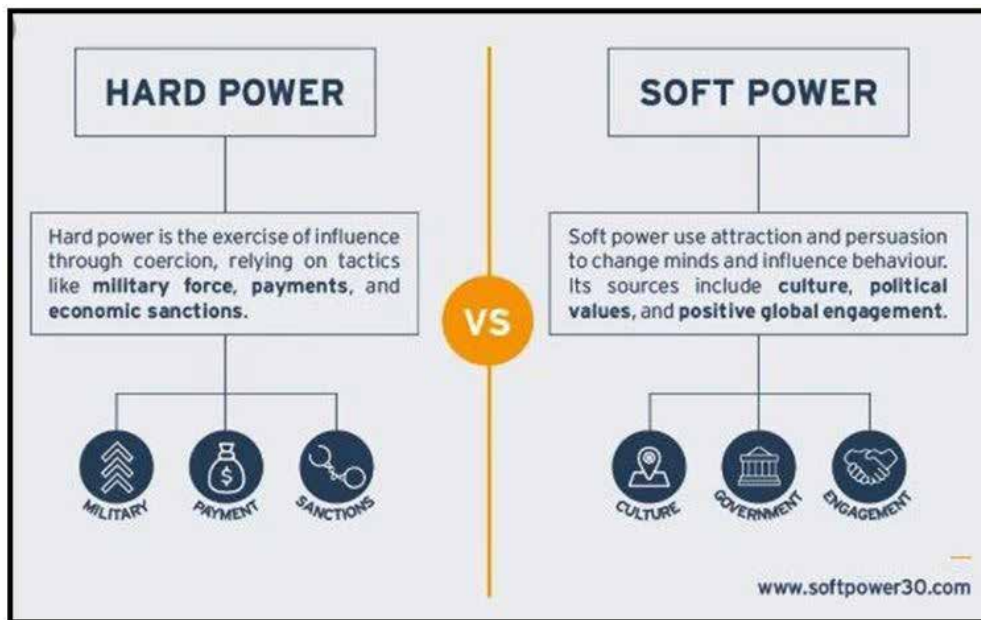 HARD POWER
Hard power is the exercise of influence
through coercion, relying on tactics
like military force, payments, and
economic sanctions.
MILITARY
PAYMENT
SANCTIONS
VS
SOFT POWER
Soft power use attraction and persuasion
to change minds and influence behaviour.
Its sources include culture, political
values, and positive global engagement.
CULTURE
GOVERNMENT
ENGAGEMENT
www.softpower30.com